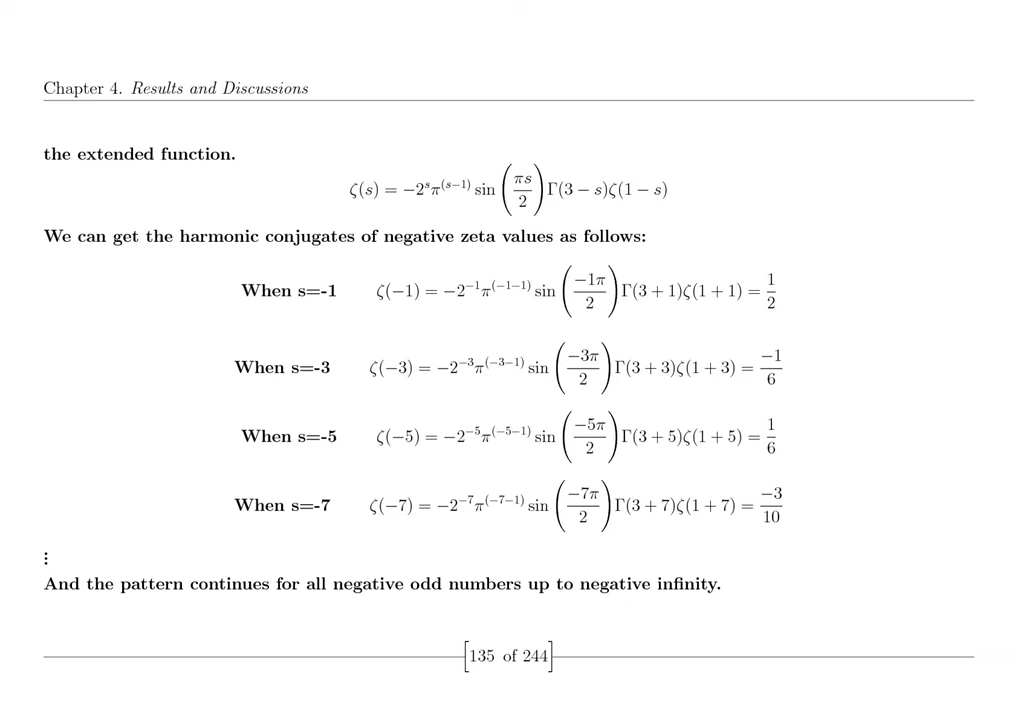 Chapter 4. Results and Discussions
the extended function.
ζ(s) = −2^sπ^(s−1) sin(πs/2)Γ(3 − s)ζ(1 − s)
We can get the harmonic conjugates of negative zeta values as follows:
When s=-1 ζ(−1) = −2^−1π^(−1−1) sin(−1π/2)Γ(3 + 1)ζ(1 + 1) = 1/2
When s=-3 ζ(−3) = −2^−3π^(−3−1) sin(−3π/2)Γ(3 + 3)ζ(1 + 3) = −1/6
When s=-5 ζ(−5) = −2^−5π^(−5−1) sin(−5π/2)Γ(3 + 5)ζ(1 + 5) = 1/6
When s=-7 ζ(−7) = −2^−7π^(−7−1) sin(−7π/2)Γ(3 + 7)ζ(1 + 7) = −3/10
⋮
And the pattern continues for all negative odd numbers up to negative infinity.
[135 of 244]